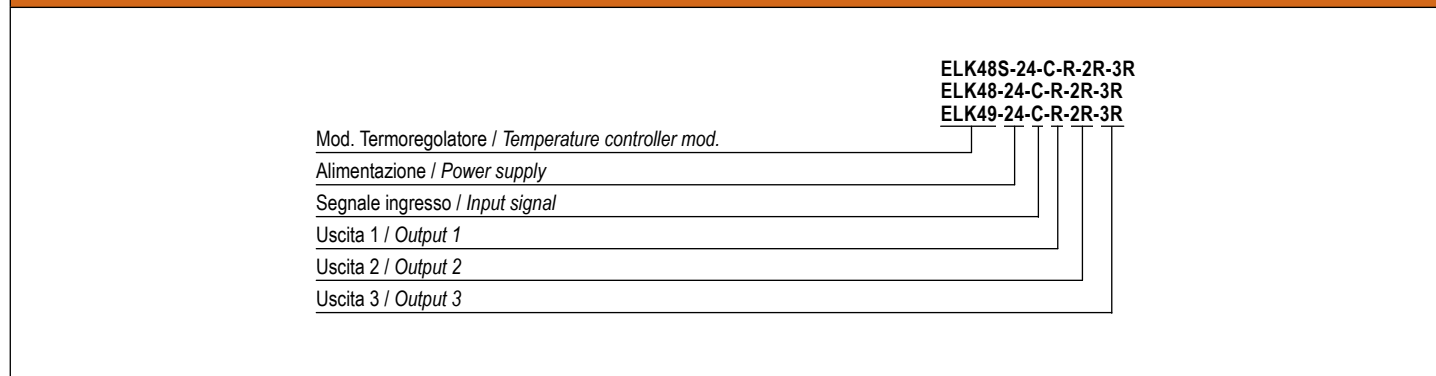 ELK48S-24-C-R-2R-3R
ELK48-24-C-R-2R-3R
ELK49-24-C-R-2R-3R
Mod. Termoregolatore / Temperature controller mod.
Alimentazione / Power supply
Segnale ingresso / Input signal
Uscita 1 / Output 1
Uscita 2 / Output 2
Uscita 3 / Output 3